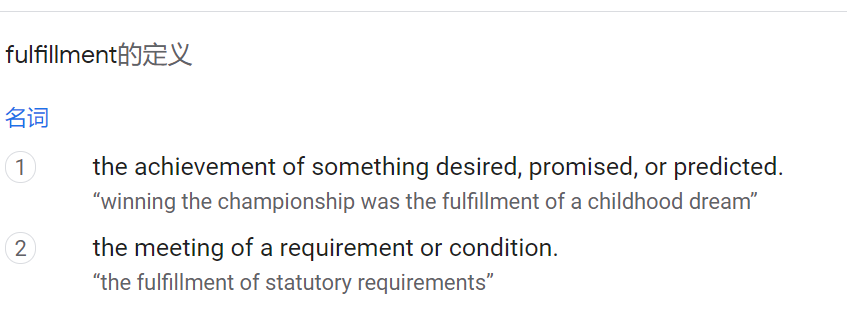 fulfillment的定义
名词
1 the achievement of something desired, promised, or predicted.
“winning the championship was the fulfillment of a childhood dream”
2 the meeting of a requirement or condition.
“the fulfillment of statutory requirements”